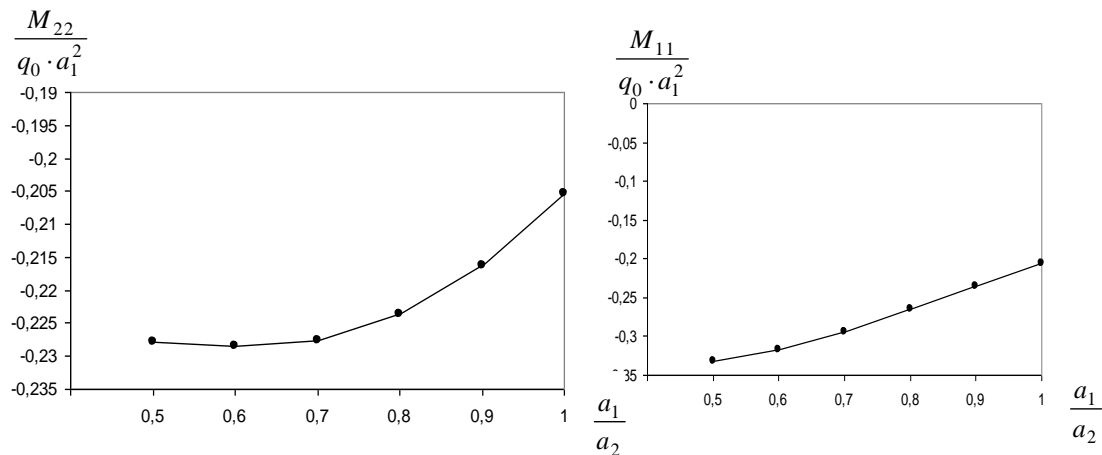 M₂₂
q₀ · a₁²
-0,19
-0,195
-0,2
-0,205
-0,21
-0,215
-0,22
-0,225
-0,23
-0,235
0,5 0,6 0,7 0,8 0,9 1
a₁
a₂
M₁₁
q₀ · a₁²
0
-0,05
-0,1
-0,15
-0,2
-0,25
-0,3
35
0,5 0,6 0,7 0,8 0,9 1
a₁
a₂